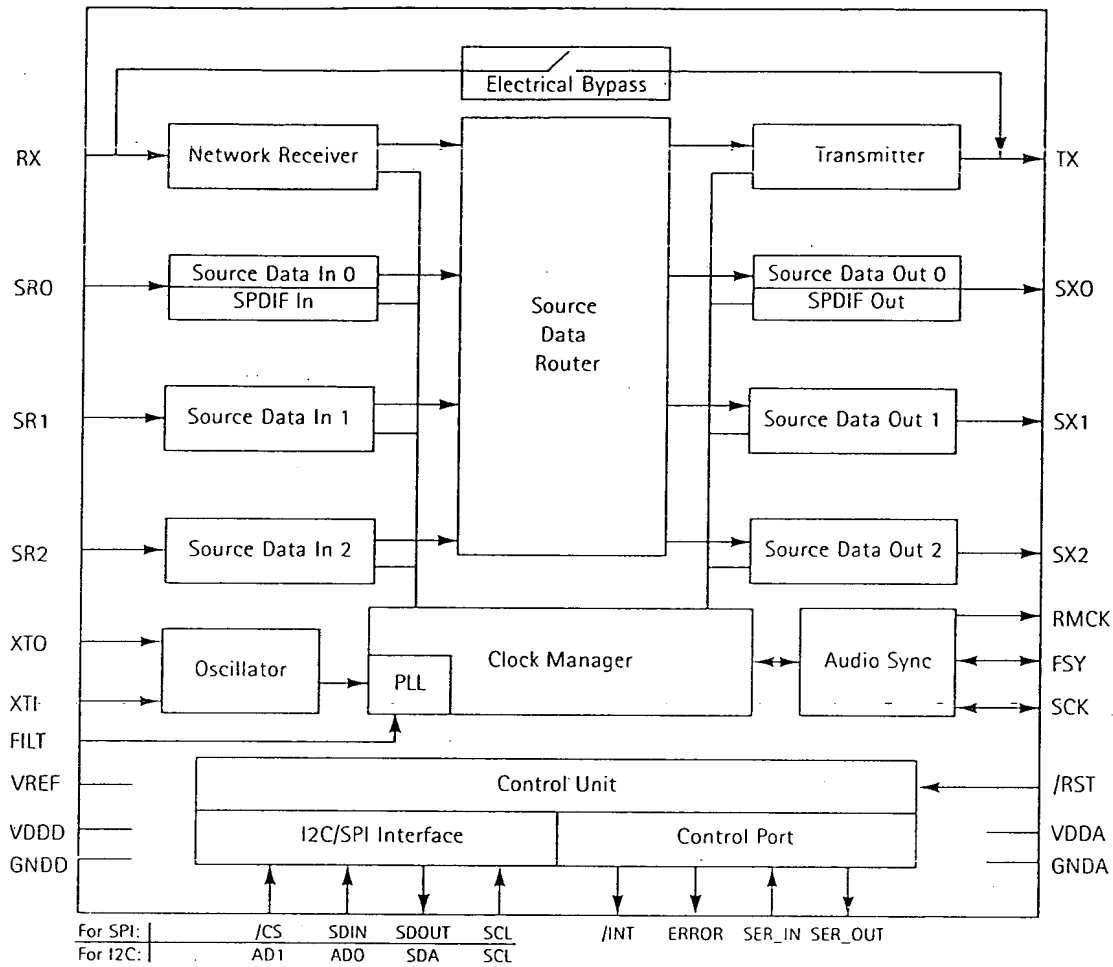 Electrical Bypass
RX
Network Receiver
Transmitter
TX
SR0
Source Data In 0
SPDIF In
Source
Data
Router
Source Data Out 0
SPDIF Out
SX0
SR1
Source Data In 1
Source Data Out 1
SX1
SR2
Source Data In 2
Source Data Out 2
SX2
XTO
XTI
Oscillator
PLL
Clock Manager
Audio Sync
RMCK
FSY
SCK
FILT
VREF
Control Unit
/RST
VDDD
I2C/SPI Interface
Control Port
VDDA
GNDD
GNDA
For SPI: /CS SDIN SDOUT SCL /INT ERROR SER_IN SER_OUT
For I2C: AD1 AD0 SDA SCL